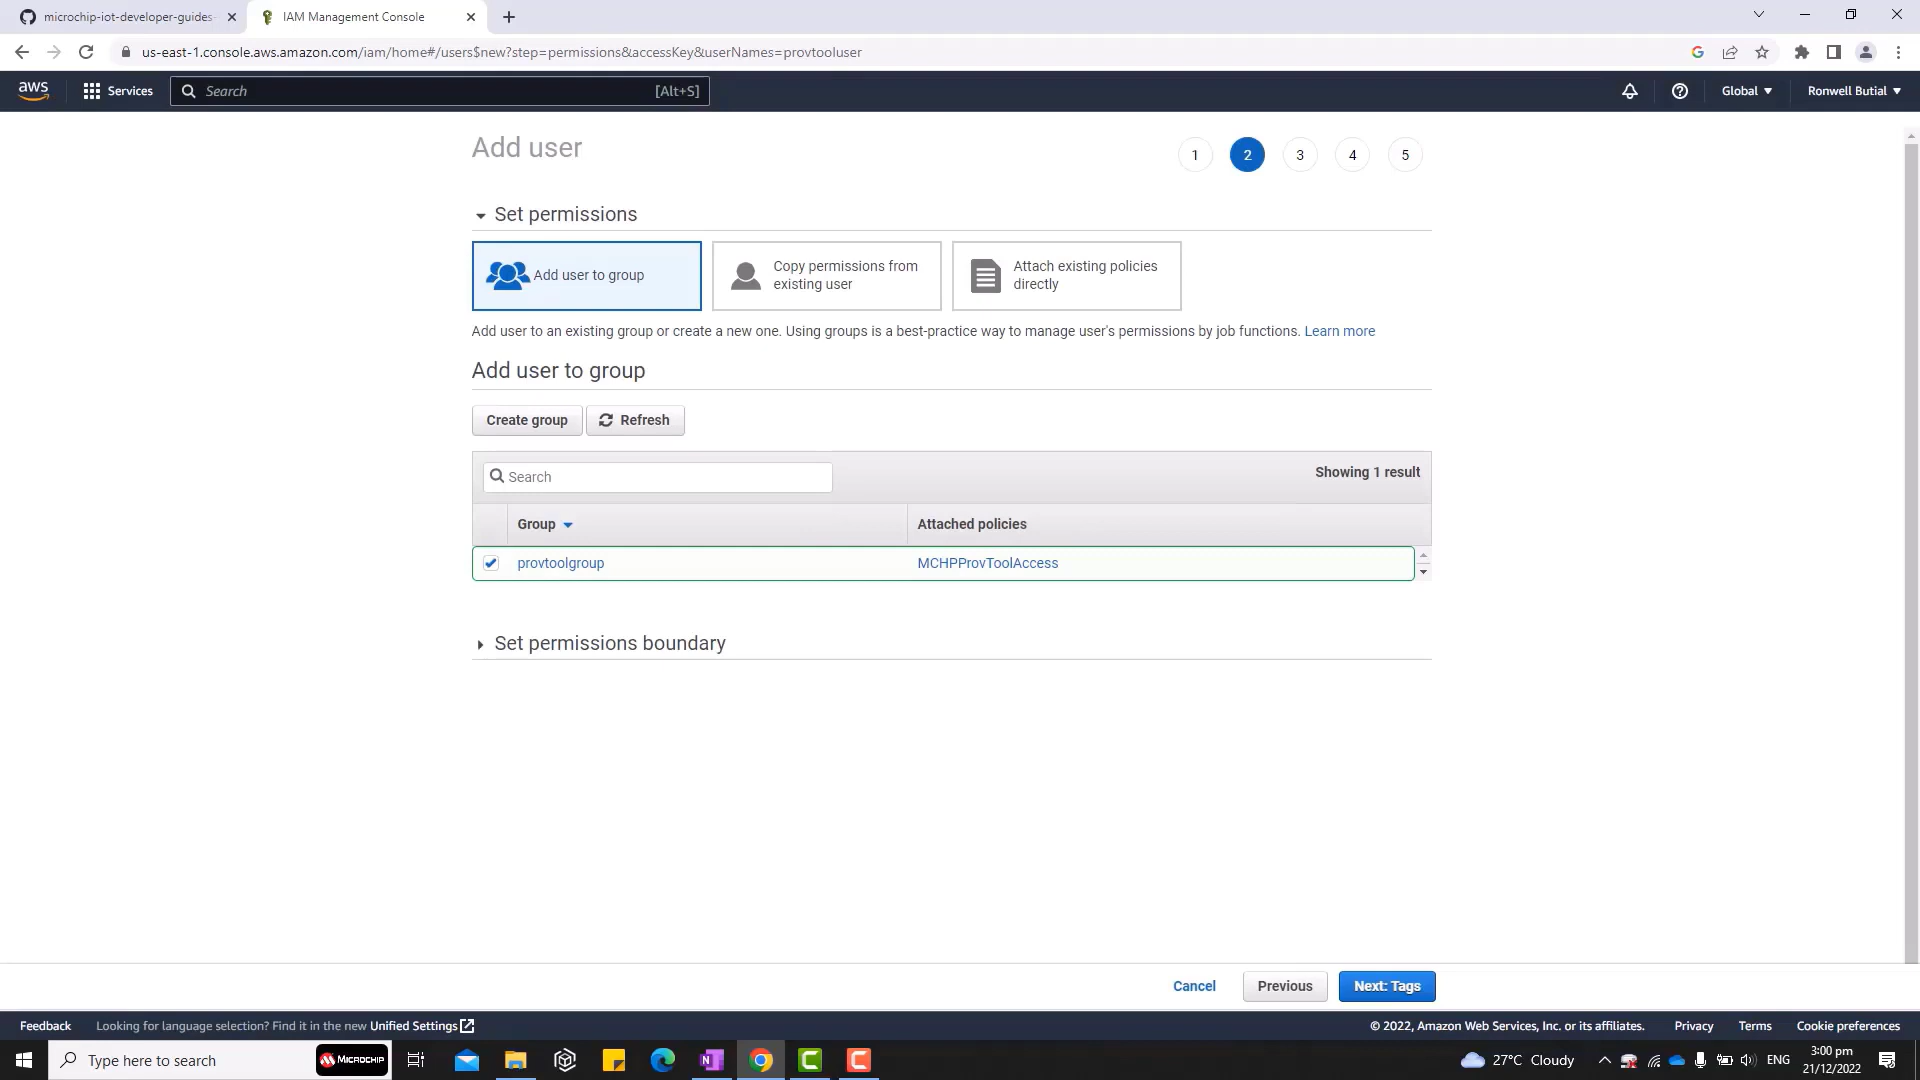 microchip-iot-developer-guides-
IAM Management Console
us-east-1.console.aws.amazon.com/iam/home#/users$new?step=permissions&accessKey&userNames=provtooluser
aws
Services
Search
[Alt+S]
Global
Ronwell Butial
Add user
1
2
3
4
5
Set permissions
Add user to group
Copy permissions from
existing user
Attach existing policies
directly
Add user to an existing group or create a new one. Using groups is a best-practice way to manage user's permissions by job functions. Learn more
Add user to group
Create group
Refresh
Search
Showing 1 result
Group
Attached policies
provtoolgroup
MCHPProvToolAccess
Set permissions boundary
Cancel
Previous
Next: Tags
Feedback
Looking for language selection? Find it in the new Unified Settings
© 2022, Amazon Web Services, Inc. or its affiliates.
Privacy
Terms
Cookie preferences
Type here to search
MICROCHIP
27°C Cloudy
ENG
3:00 pm
21/12/2022